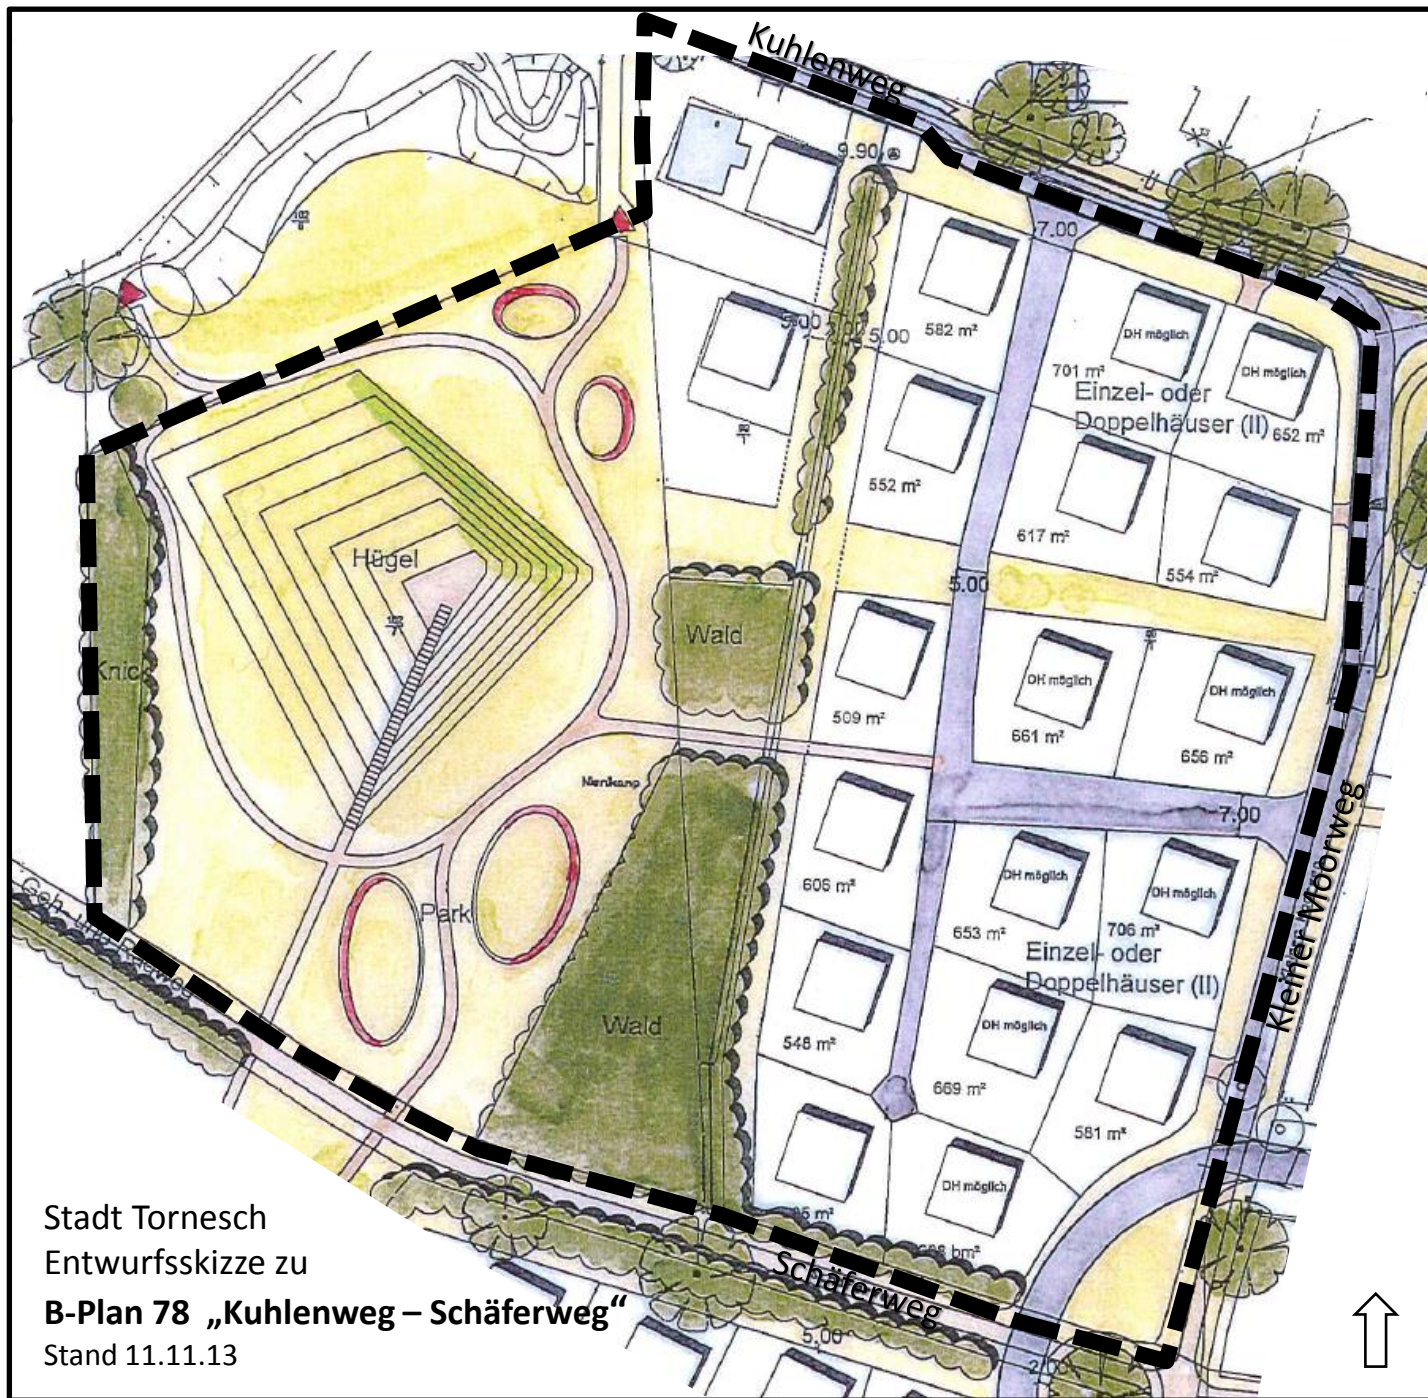 Kuhlenweg
9.90
7.00
5.00
5.00
582 m²
DH möglich
701 m²
DH möglich
Einzel- oder
Doppelhäuser (II)
652 m²
552 m²
617 m²
554 m²
Hügel
5.00
Wald
Knick
509 m²
DH möglich
661 m²
DH möglich
656 m²
7.00
Kleiner Moorweg
606 m²
DH möglich
653 m²
DH möglich
706 m²
Einzel- oder
Doppelhäuser (II)
Park
Geh- und Radweg
Wald
548 m²
DH möglich
669 m²
581 m²
DH möglich
Schäferweg
5.00
Stadt Tornesch
Entwurfsskizze zu
B-Plan 78 „Kuhlenweg – Schäferweg“
Stand 11.11.13